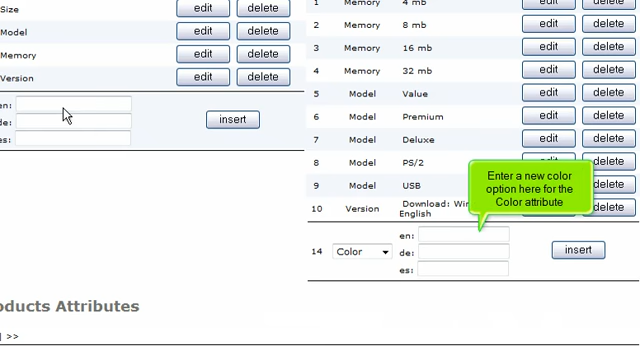 Size edit delete
Model edit delete
Memory edit delete
Version edit delete
en:
de: insert
es:
1 Memory 4 mb edit delete
2 Memory 8 mb edit delete
3 Memory 16 mb edit delete
4 Memory 32 mb edit delete
5 Model Value edit delete
6 Model Premium edit delete
7 Model Deluxe edit delete
8 Model PS/2 edit delete
9 Model USB delete
10 Version Download: Win delete
English
Enter a new color
option here for the
Color attribute
en:
14 Color de: insert
es:
oducts Attributes
>>